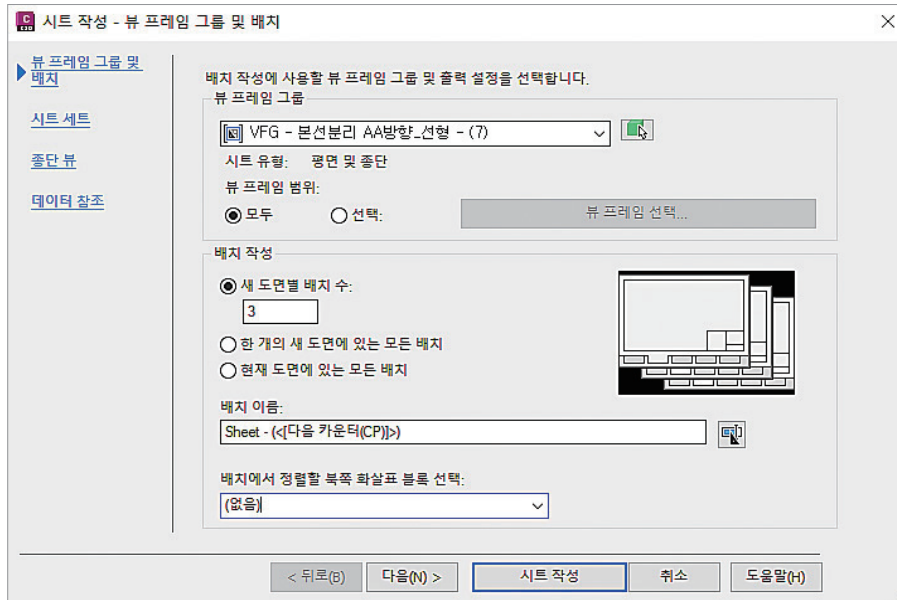 시트 작성 - 뷰 프레임 그룹 및 배치
뷰 프레임 그룹 및
배치
시트 세트
종단 뷰
데이터 참조
배치 작성에 사용할 뷰 프레임 그룹 및 출력 설정을 선택합니다.
뷰 프레임 그룹
VFG - 본선분리 AA방향_선형 - (7)
시트 유형: 평면 및 종단
뷰 프레임 범위:
모두 선택: 뷰 프레임 선택...
배치 작성
새 도면별 배치 수:
3
한 개의 새 도면에 있는 모든 배치
현재 도면에 있는 모든 배치
배치 이름:
Sheet - (<[다음 카운터(CP)]>)
배치에서 정렬할 북쪽 화살표 블록 선택:
(없음)
< 뒤로(B) 다음(N) > 시트 작성 취소 도움말(H)